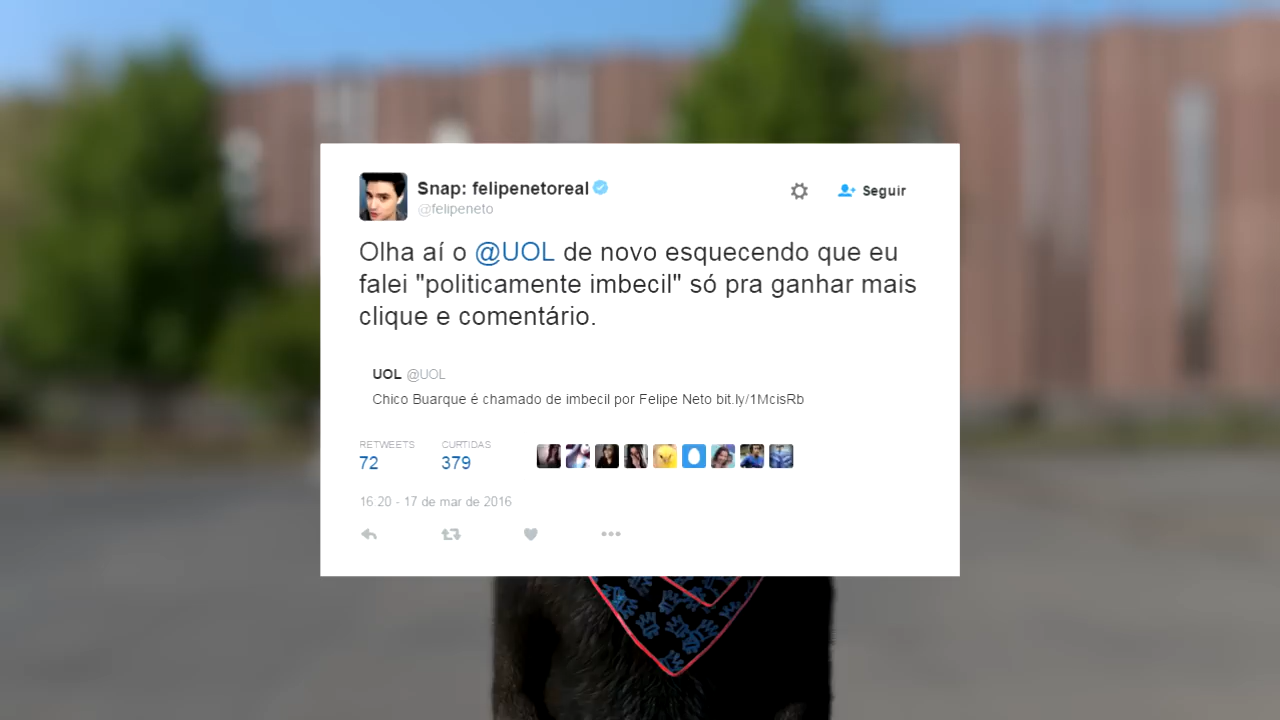 Snap: felipenetoreal
@felipeneto
Seguir
Olha aí o @UOL de novo esquecendo que eu
falei "politicamente imbecil" só pra ganhar mais
clique e comentário.
UOL @UOL
Chico Buarque é chamado de imbecil por Felipe Neto bit.ly/1McisRb
RETWEETS CURTIDAS
72 379
16:20 - 17 de mar de 2016